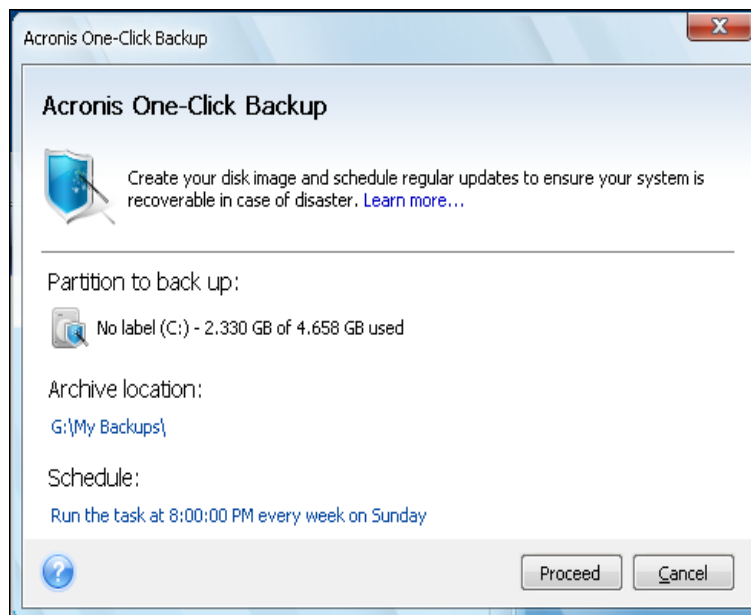 Acronis One-Click Backup
X
Acronis One-Click Backup
Create your disk image and schedule regular updates to ensure your system is
recoverable in case of disaster. Learn more...
Partition to back up:
No label (C:) - 2.330 GB of 4.658 GB used
Archive location:
G:\My Backups\
Schedule:
Run the task at 8:00:00 PM every week on Sunday
?
Proceed
Cancel